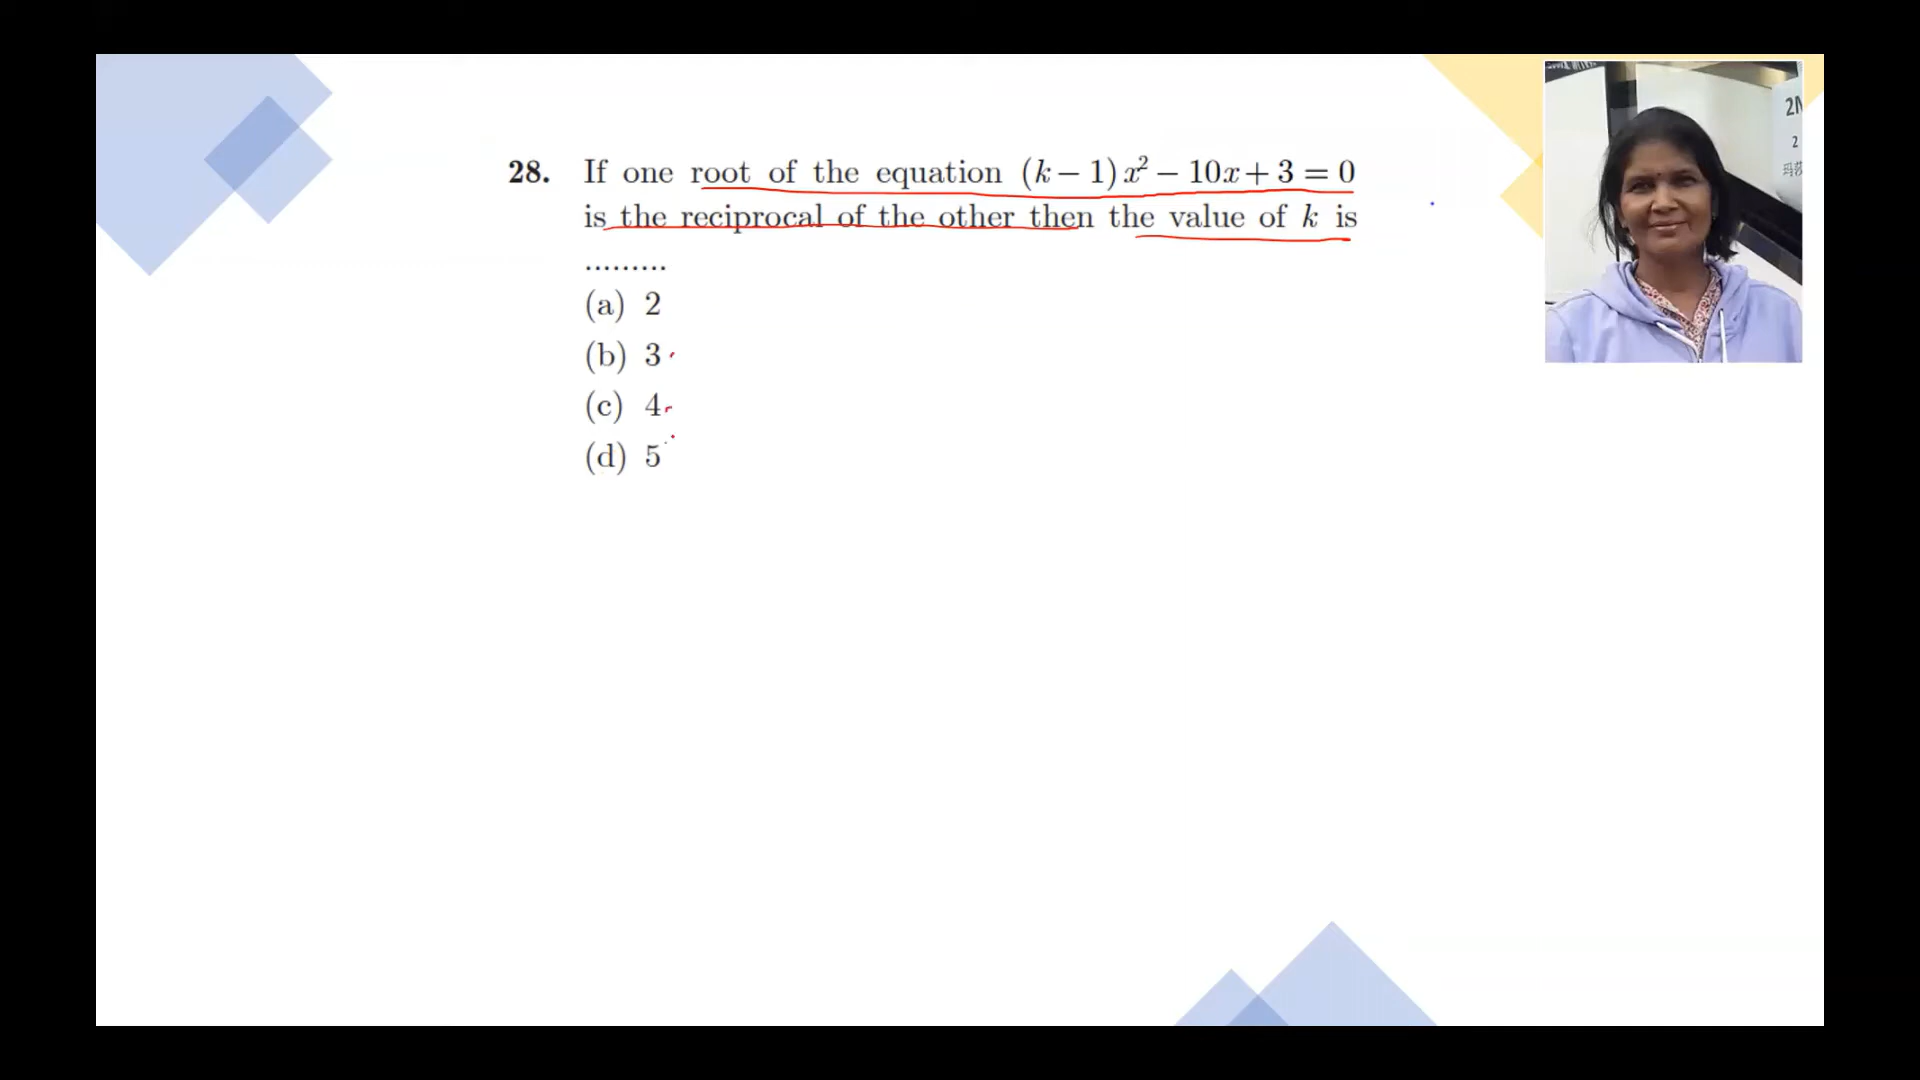 28. If one root of the equation (k − 1) x² − 10x + 3 = 0
is the reciprocal of the other then the value of k is
.........
(a) 2
(b) 3
(c) 4
(d) 5
2